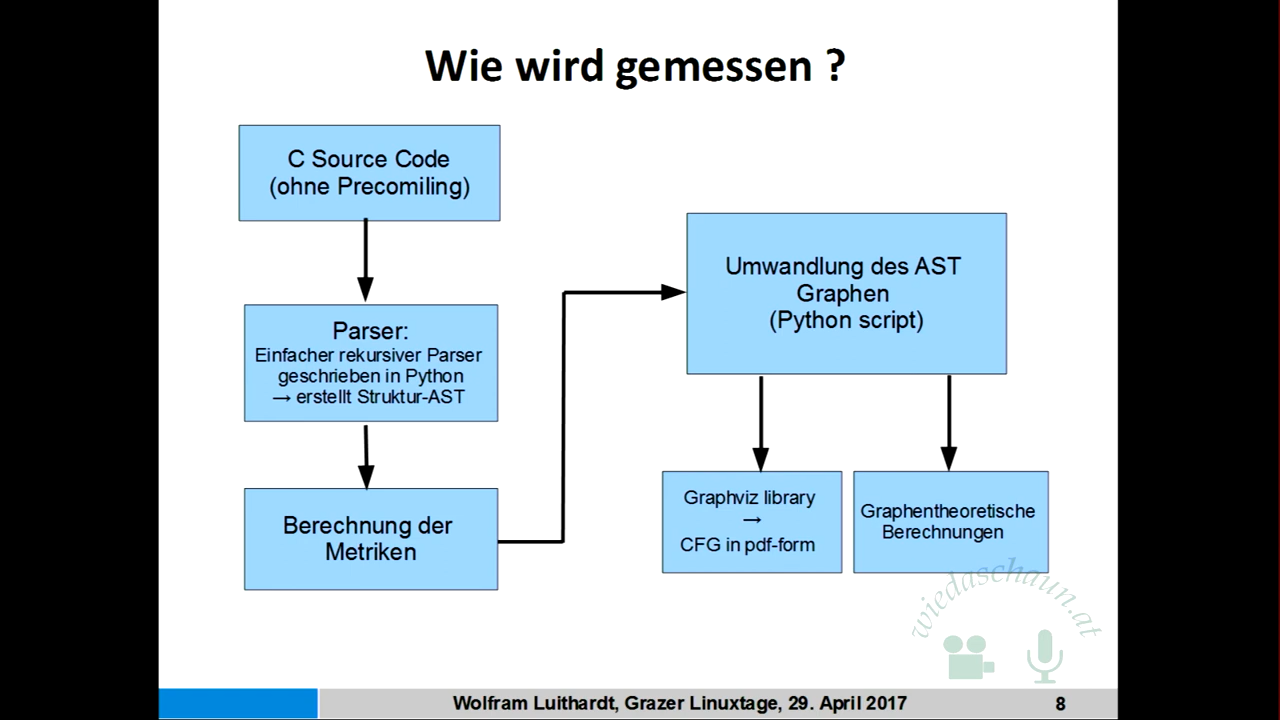 Wie wird gemessen ?
C Source Code
(ohne Precomiling)
Parser:
Einfacher rekursiver Parser
geschrieben in Python
→ erstellt Struktur-AST
Berechnung der
Metriken
Umwandlung des AST
Graphen
(Python script)
Graphviz library
→
CFG in pdf-form
Graphentheoretische
Berechnungen
wiedaschaun.at
Wolfram Luithardt, Grazer Linuxtage, 29. April 2017
8